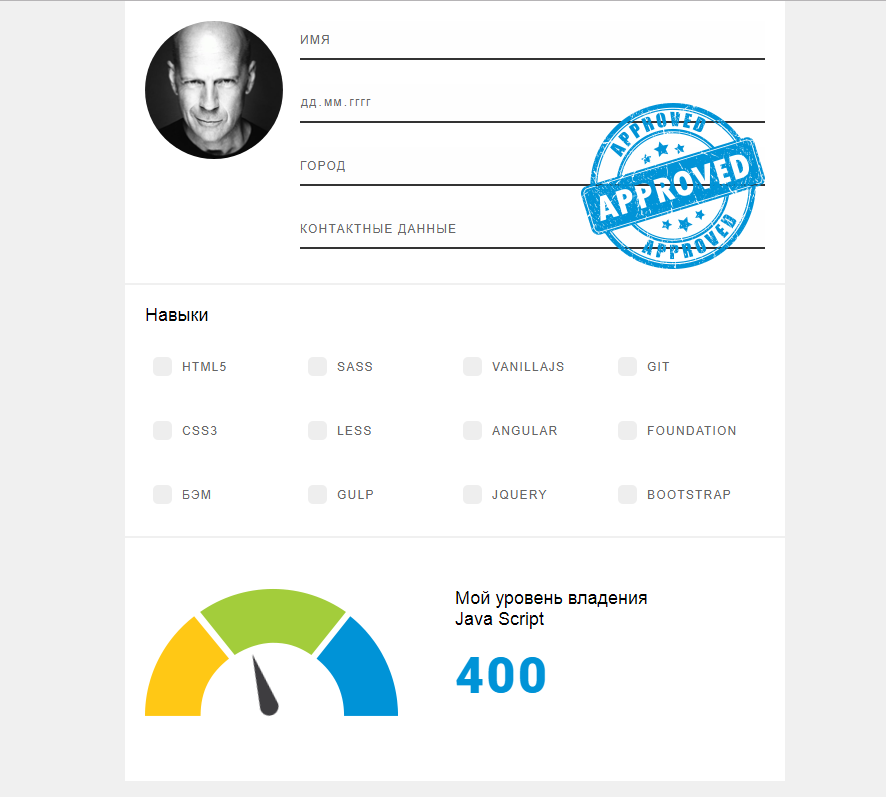 ИМЯ
ДД.ММ.ГГГГ
ГОРОД
КОНТАКТНЫЕ ДАННЫЕ
APPROVED
APPROVED
APPROVED
Навыки
HTML5 SASS VANILLAJS GIT
CSS3 LESS ANGULAR FOUNDATION
БЭМ GULP JQUERY BOOTSTRAP
Мой уровень владения
Java Script
400